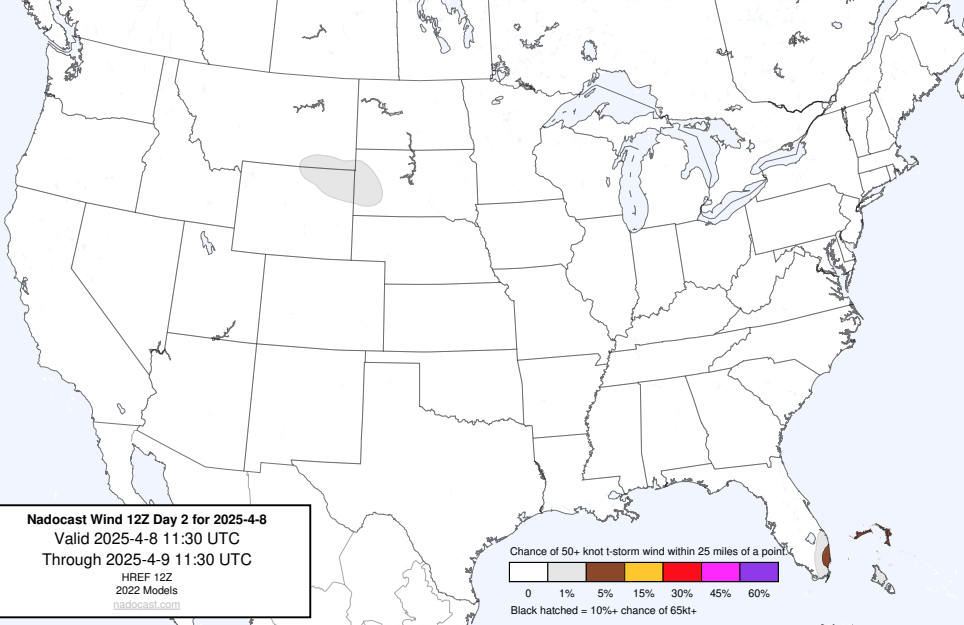 Nadocast Wind 12Z Day 2 for 2025-4-8
Valid 2025-4-8 11:30 UTC
Through 2025-4-9 11:30 UTC
HREF 12Z
2022 Models
nadocast.com
Chance of 50+ knot t-storm wind within 25 miles of a point.
0 1% 5% 15% 30% 45% 60%
Black hatched = 10%+ chance of 65kt+